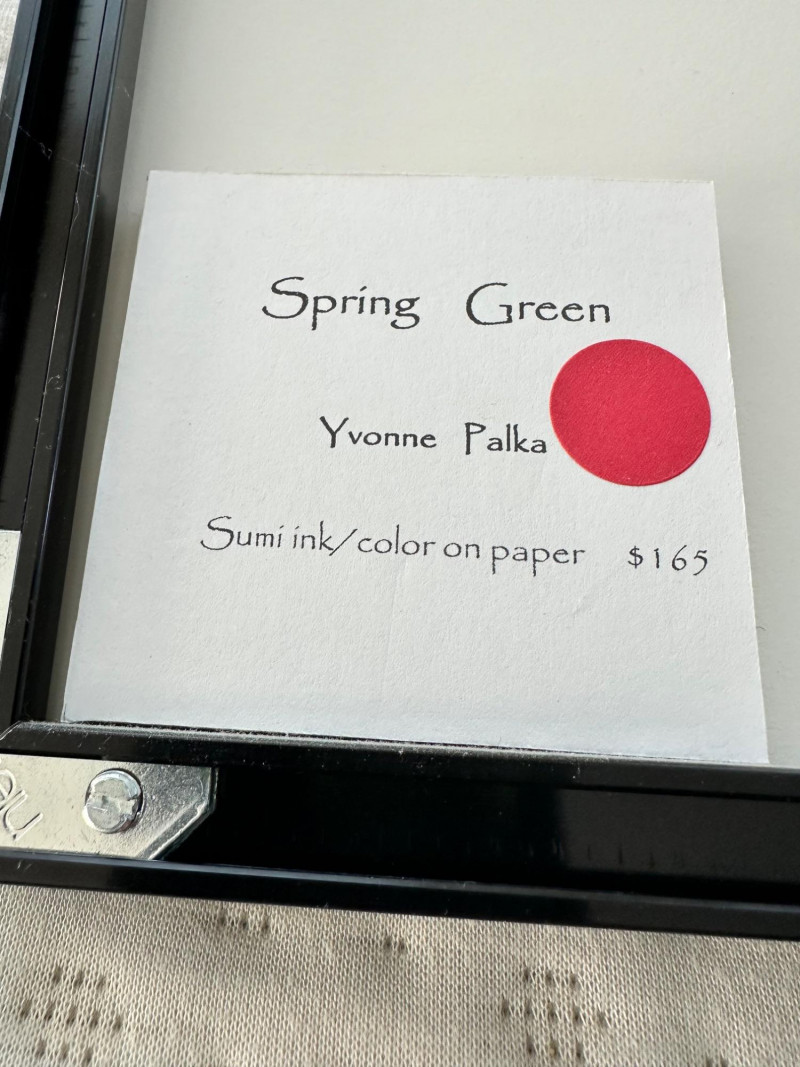 Spring Green
Yvonne Palka
Sumi ink/color on paper $165